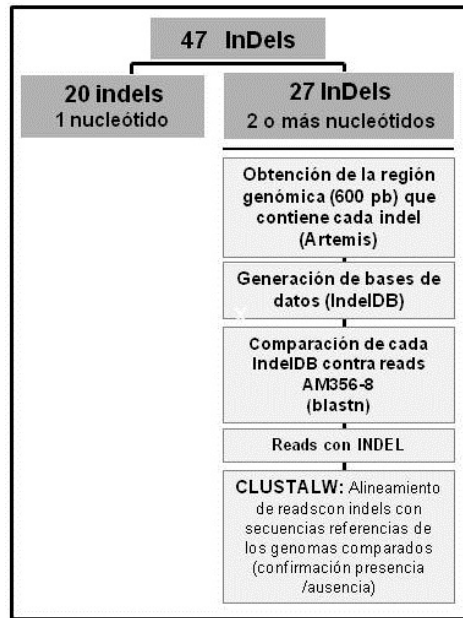 47 InDels
20 indels
1 nucleótido
27 InDels
2 o más nucleótidos
Obtención de la región
genómica (600 pb) que
contiene cada indel
(Artemis)
Generación de bases de
datos (IndelDB)
X
Comparación de cada
IndelDB contra reads
AM356-8
(blastn)
Reads con INDEL
CLUSTALW: Alineamiento
de readscon indels con
secuencias referencias de
los genomas comparados
(confirmación presencia
/ausencia)